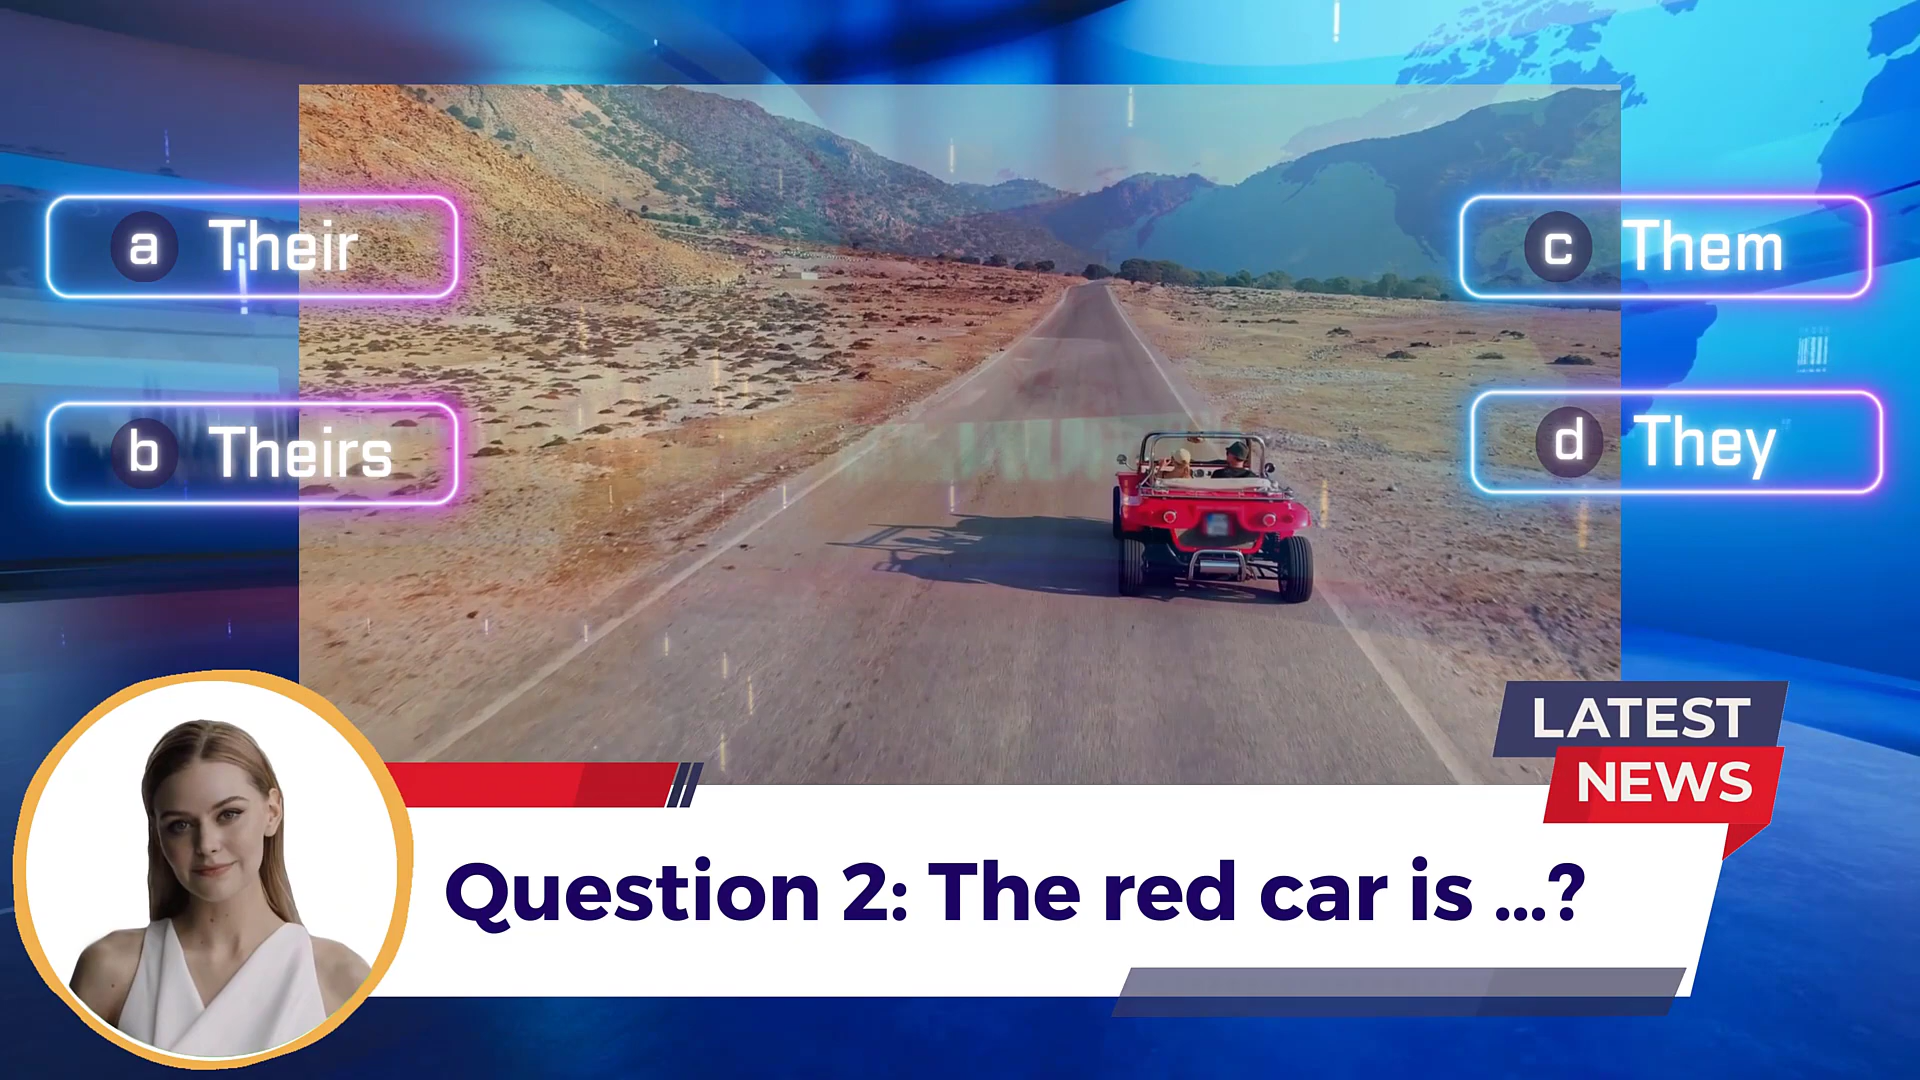 a Their
b Theirs
c Them
d They
LATEST
NEWS
Question 2: The red car is ...?